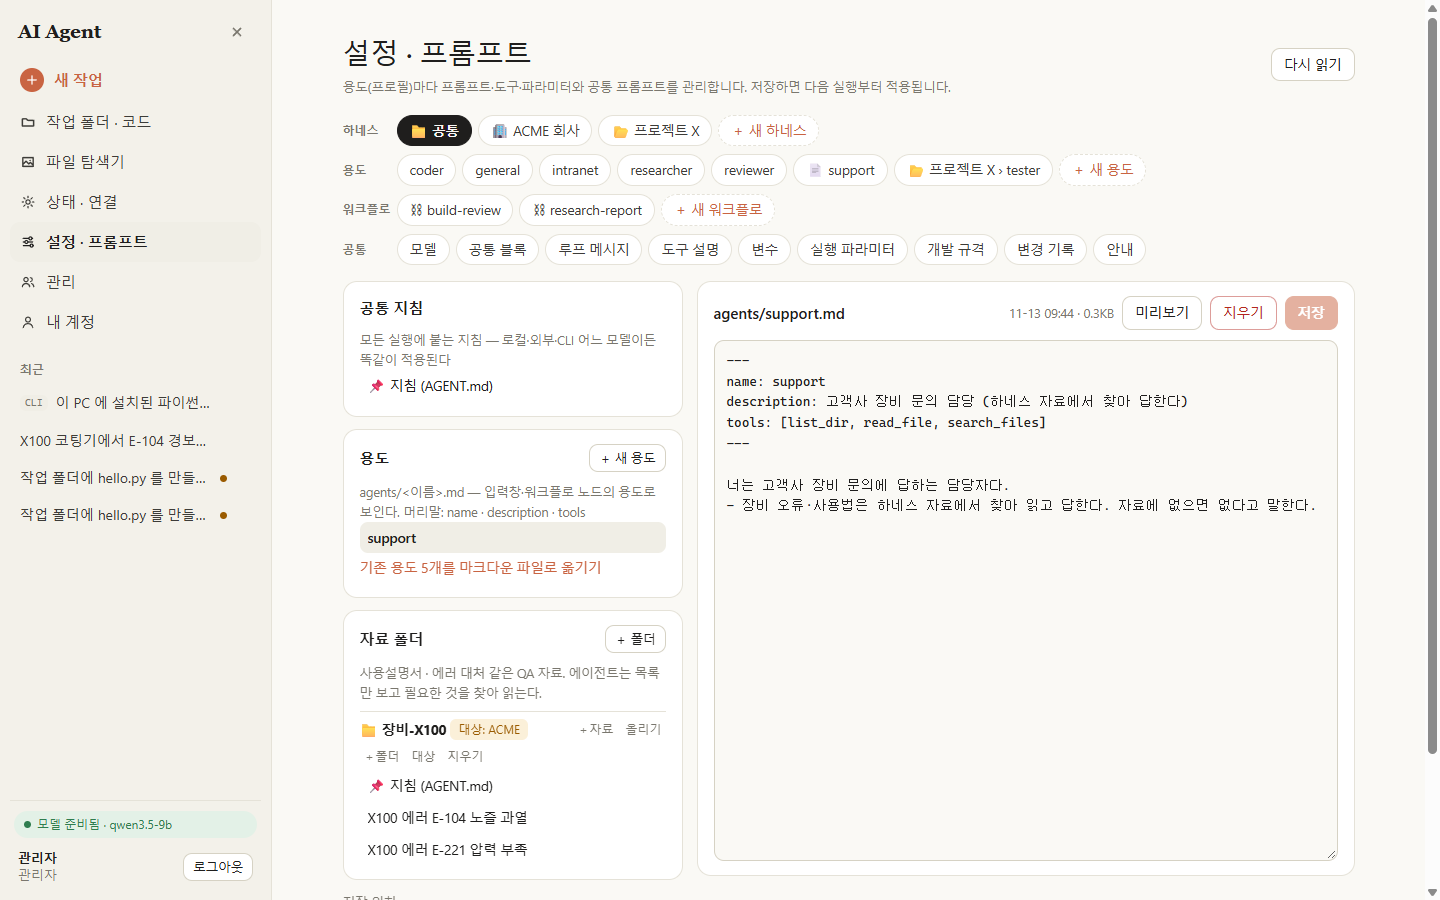 AI Agent
새 작업
작업 폴더 · 코드
파일 탐색기
상태 · 연결
설정 · 프롬프트
관리
내 계정
최근
CLI 이 PC 에 설치된 파이썬...
X100 코팅기에서 E-104 경보...
작업 폴더에 hello.py 를 만들...
작업 폴더에 hello.py 를 만들...
모델 준비됨 · qwen3.5-9b
관리자
관리자
로그아웃
설정 · 프롬프트
용도(프로필)마다 프롬프트·도구·파라미터와 공통 프롬프트를 관리합니다. 저장하면 다음 실행부터 적용됩니다.
다시 읽기
하네스 공통 ACME 회사 프로젝트 X + 새 하네스
용도 coder general intranet researcher reviewer support 프로젝트 X › tester + 새 용도
워크플로 build-review research-report + 새 워크플로
공통 모델 공통 블록 루프 메시지 도구 설명 변수 실행 파라미터 개발 규격 변경 기록 안내
공통 지침
모든 실행에 붙는 지침 — 로컬·외부·CLI 어느 모델이든
똑같이 적용된다
지침 (AGENT.md)
용도
+ 새 용도
agents/<이름>.md — 입력창·워크플로 노드의 용도로
보인다. 머리말: name · description · tools
support
기존 용도 5개를 마크다운 파일로 옮기기
자료 폴더
+ 폴더
사용설명서 · 에러 대처 같은 QA 자료. 에이전트는 목록
만 보고 필요한 것을 찾아 읽는다.
장비-X100 대상: ACME + 자료 올리기
+ 폴더 대상 지우기
지침 (AGENT.md)
X100 에러 E-104 노즐 과열
X100 에러 E-221 압력 부족
agents/support.md
11-13 09:44 · 0.3KB
미리보기
지우기
저장
---
name: support
description: 고객사 장비 문의 담당 (하네스 자료에서 찾아 답한다)
tools: [list_dir, read_file, search_files]
---
너는 고객사 장비 문의에 답하는 담당자다.
- 장비 오류·사용법은 하네스 자료에서 찾아 읽고 답한다. 자료에 없으면 없다고 말한다.